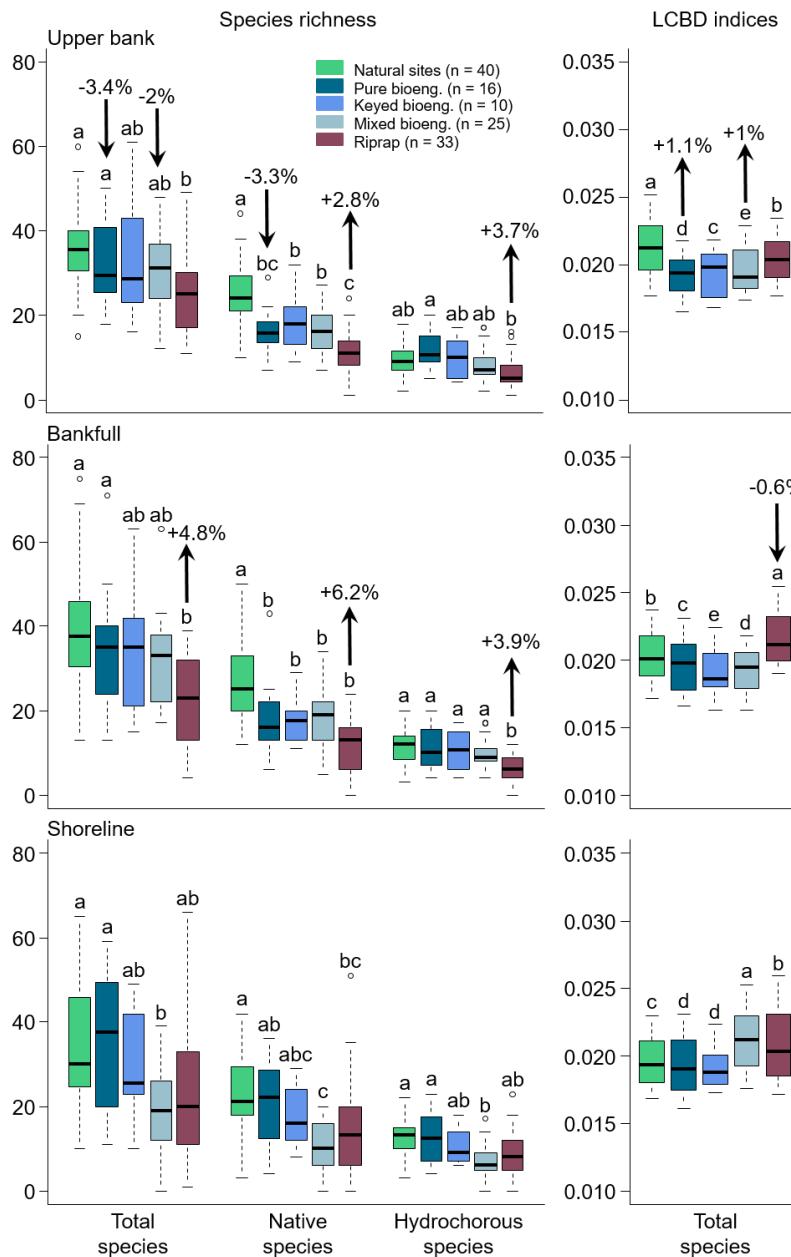 Species richness
LCBD indices
Upper bank
Natural sites (n = 40)
Pure bioeng. (n = 16)
Keyed bioeng. (n = 10)
Mixed bioeng. (n = 25)
Riprap (n = 33)
80
60
40
20
0
-3.4%
-2%
a
a
ab
ab
b
-3.3%
+2.8%
a
bc
b
b
c
+3.7%
ab
a
ab
ab
b
0.035
0.030
0.025
0.020
0.015
0.010
+1.1%
+1%
a
d
c
e
b
Bankfull
80
60
40
20
0
a
a
ab
ab
+4.8%
b
a
b
b
b
+6.2%
b
a
a
a
a
+3.9%
b
0.035
0.030
0.025
0.020
0.015
0.010
-0.6%
b
c
e
d
a
Shoreline
80
60
40
20
0
a
a
ab
b
ab
a
ab
abc
c
bc
a
a
ab
b
ab
0.035
0.030
0.025
0.020
0.015
0.010
c
d
d
a
b
Total
species
Native
species
Hydrochorous
species
Total
species